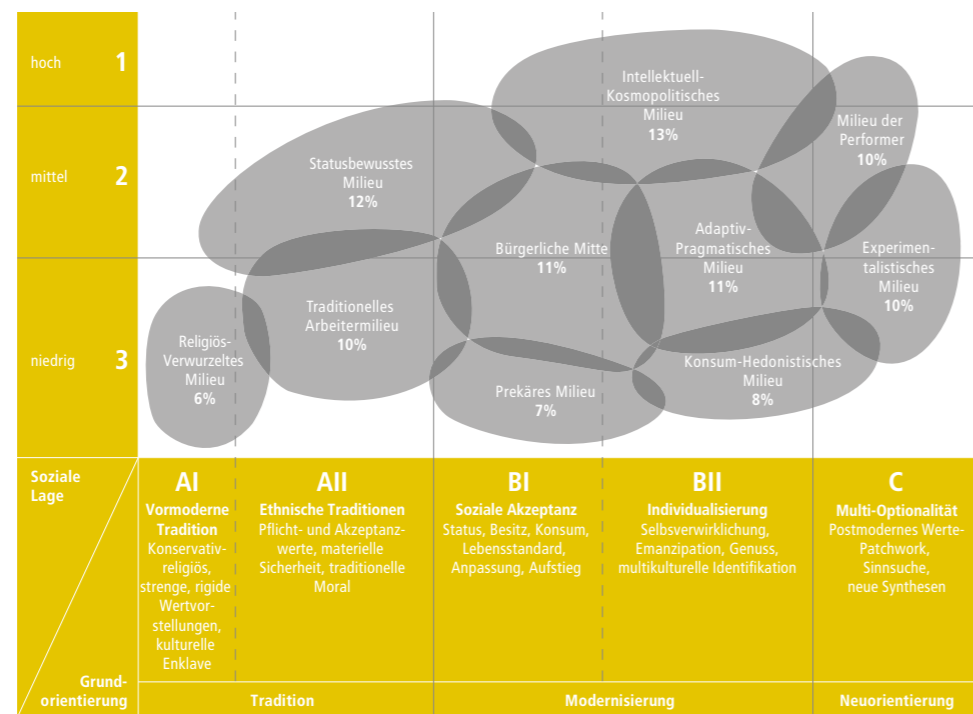 hoch 1
Intellektuell-
Kosmopolitisches
Milieu
13%
Milieu der
Performer
10%
mittel 2
Statusbewusstes
Milieu
12%
Bürgerliche Mitte
11%
Adaptiv-
Pragmatisches
Milieu
11%
Experimen-
talistisches
Milieu
10%
niedrig 3
Religiös-
Verwurzeltes
Milieu
6%
Traditionelles
Arbeitermilieu
10%
Prekäres Milieu
7%
Konsum-Hedonistisches
Milieu
8%
Soziale
Lage
Grund-
orientierung
AI
Vormoderne
Tradition
Konservativ-
religiös,
strenge, rigide
Wertvor-
stellungen,
kulturelle
Enklave
AII
Ethnische Traditionen
Pflicht- und Akzeptanz-
werte, materielle
Sicherheit, traditionelle
Moral
BI
Soziale Akzeptanz
Status, Besitz, Konsum,
Lebensstandard,
Anpassung, Aufstieg
BII
Individualisierung
Selbsverwirklichung,
Emanzipation, Genuss,
multikulturelle Identifikation
C
Multi-Optionalität
Postmodernes Werte-
Patchwork,
Sinnsuche,
neue Synthesen
Tradition
Modernisierung
Neuorientierung